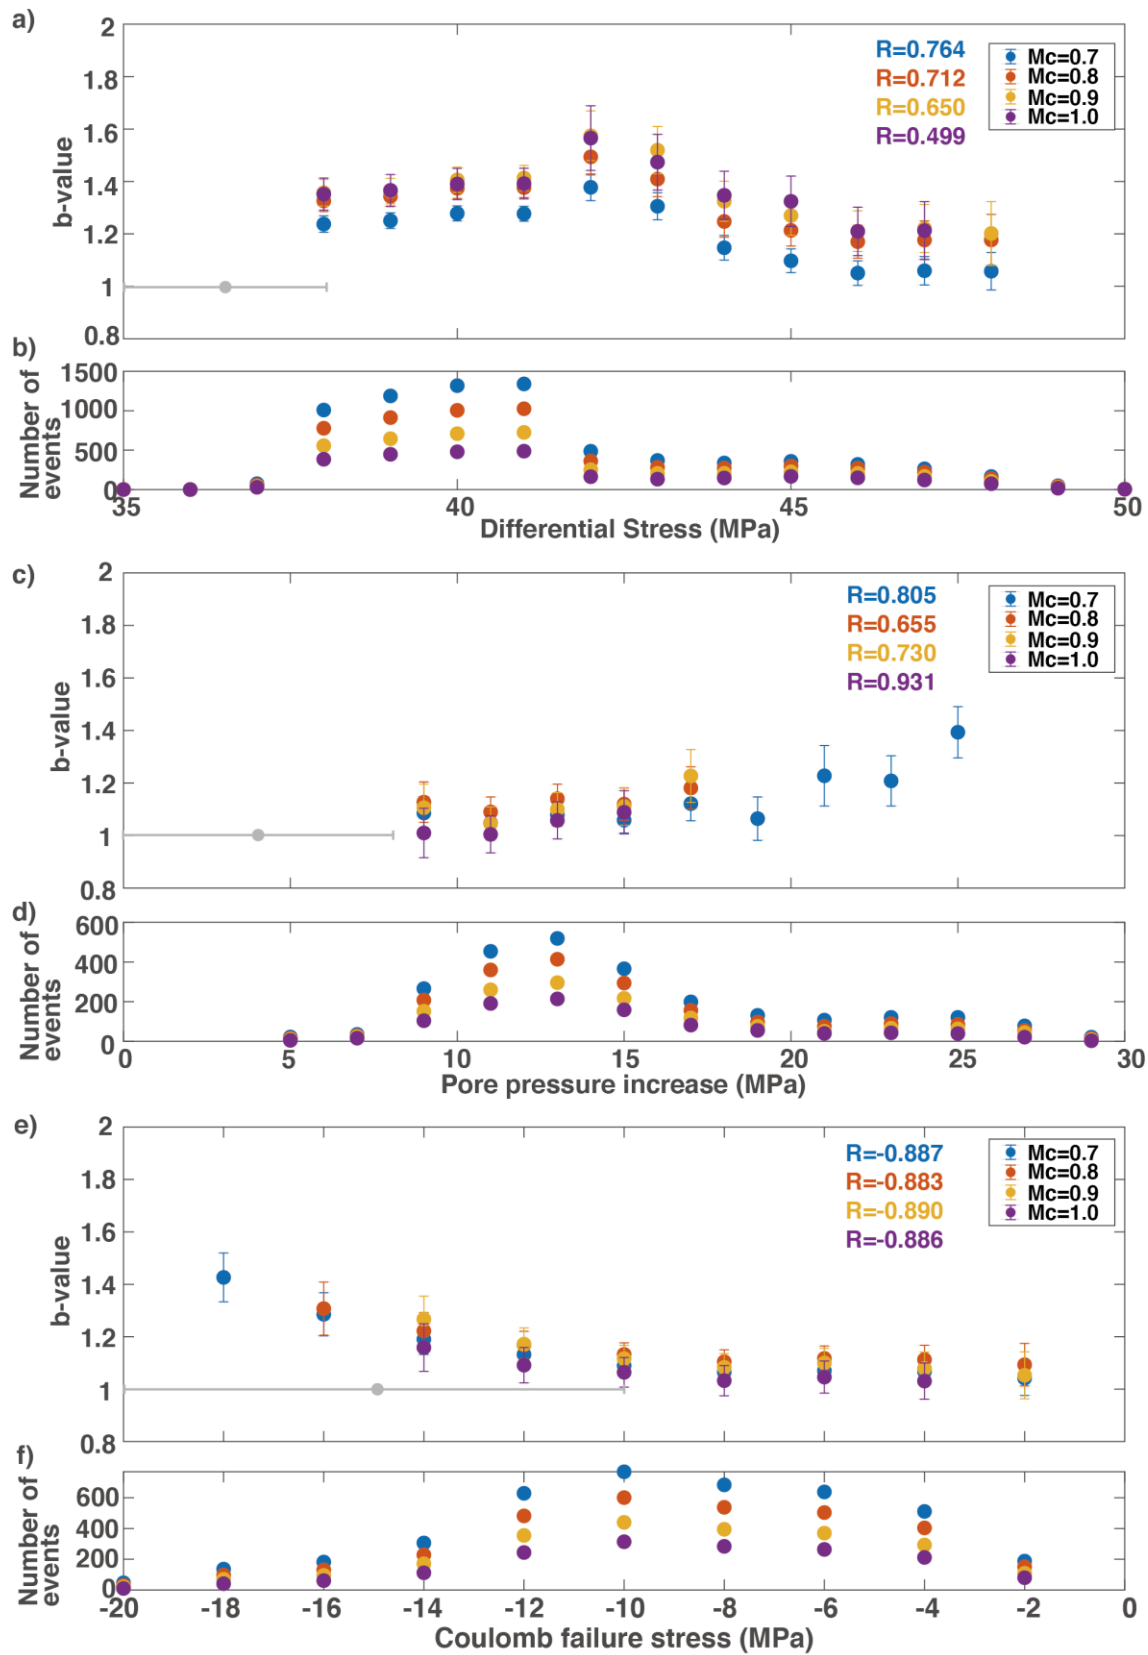 a)
2
1.8
1.6
1.4
1.2
1
0.8
b-value
R=0.764
R=0.712
R=0.650
R=0.499
Mc=0.7
Mc=0.8
Mc=0.9
Mc=1.0
b)
1500
1000
500
0
Number of
events
35 40 45 50
Differential Stress (MPa)
c)
2
1.8
1.6
1.4
1.2
1
0.8
b-value
R=0.805
R=0.655
R=0.730
R=0.931
Mc=0.7
Mc=0.8
Mc=0.9
Mc=1.0
d)
600
400
200
0
Number of
events
0 5 10 15 20 25 30
Pore pressure increase (MPa)
e)
2
1.8
1.6
1.4
1.2
1
0.8
b-value
R=-0.887
R=-0.883
R=-0.890
R=-0.886
Mc=0.7
Mc=0.8
Mc=0.9
Mc=1.0
f)
600
400
200
0
Number of
events
-20 -18 -16 -14 -12 -10 -8 -6 -4 -2 0
Coulomb failure stress (MPa)